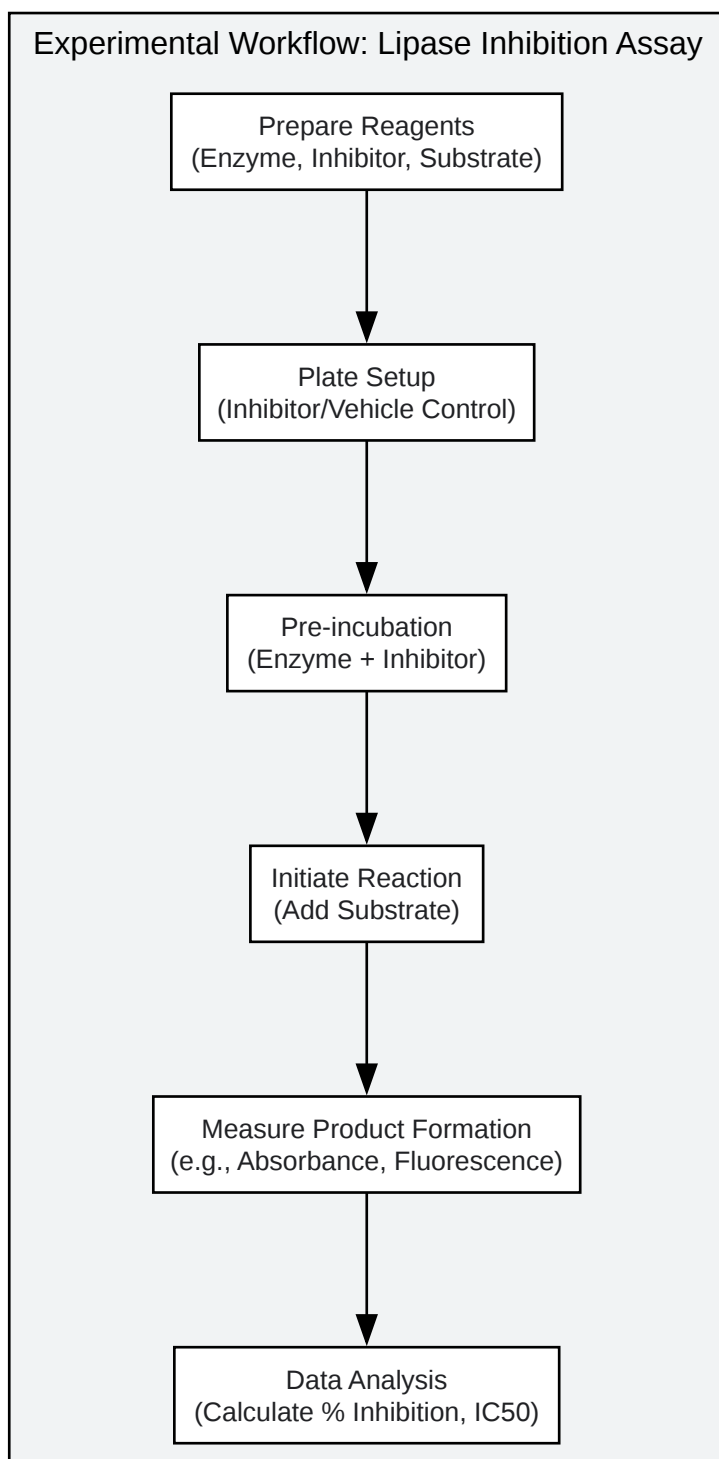 Experimental Workflow: Lipase Inhibition Assay
Prepare Reagents
(Enzyme, Inhibitor, Substrate)
Plate Setup
(Inhibitor/Vehicle Control)
Pre-incubation
(Enzyme + Inhibitor)
Initiate Reaction
(Add Substrate)
Measure Product Formation
(e.g., Absorbance, Fluorescence)
Data Analysis
(Calculate % Inhibition, IC50)